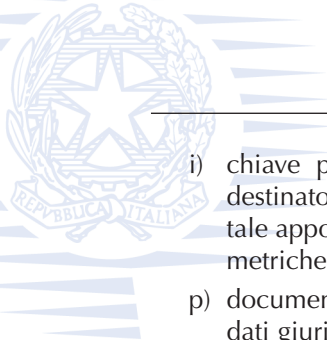 REPVBBLICA ITALIANA
i) chiave p
destinato
tale appo
metriche
p) documen
dati giuri